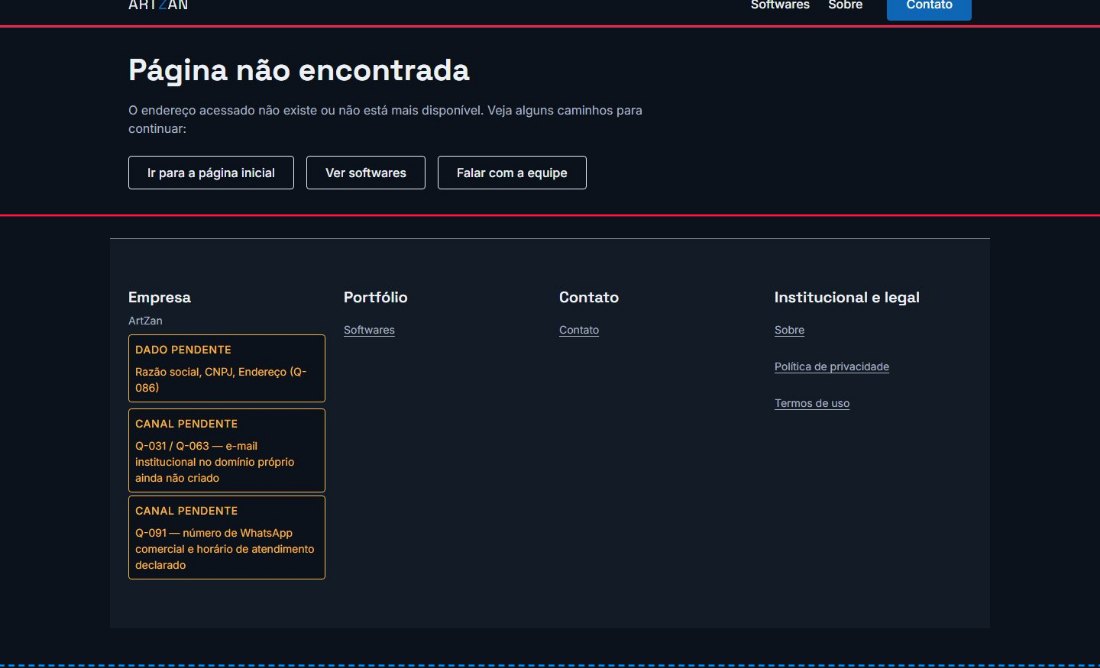 ARTZAN
Softwares
Sobre
Contato
Página não encontrada
O endereço acessado não existe ou não está mais disponível. Veja alguns caminhos para
continuar:
Ir para a página inicial
Ver softwares
Falar com a equipe
Empresa
ArtZan
DADO PENDENTE
Razão social, CNPJ, Endereço (Q-
086)
CANAL PENDENTE
Q-031 / Q-063 — e-mail
institucional no domínio próprio
ainda não criado
CANAL PENDENTE
Q-091 — número de WhatsApp
comercial e horário de atendimento
declarado
Portfólio
Softwares
Contato
Contato
Institucional e legal
Sobre
Política de privacidade
Termos de uso